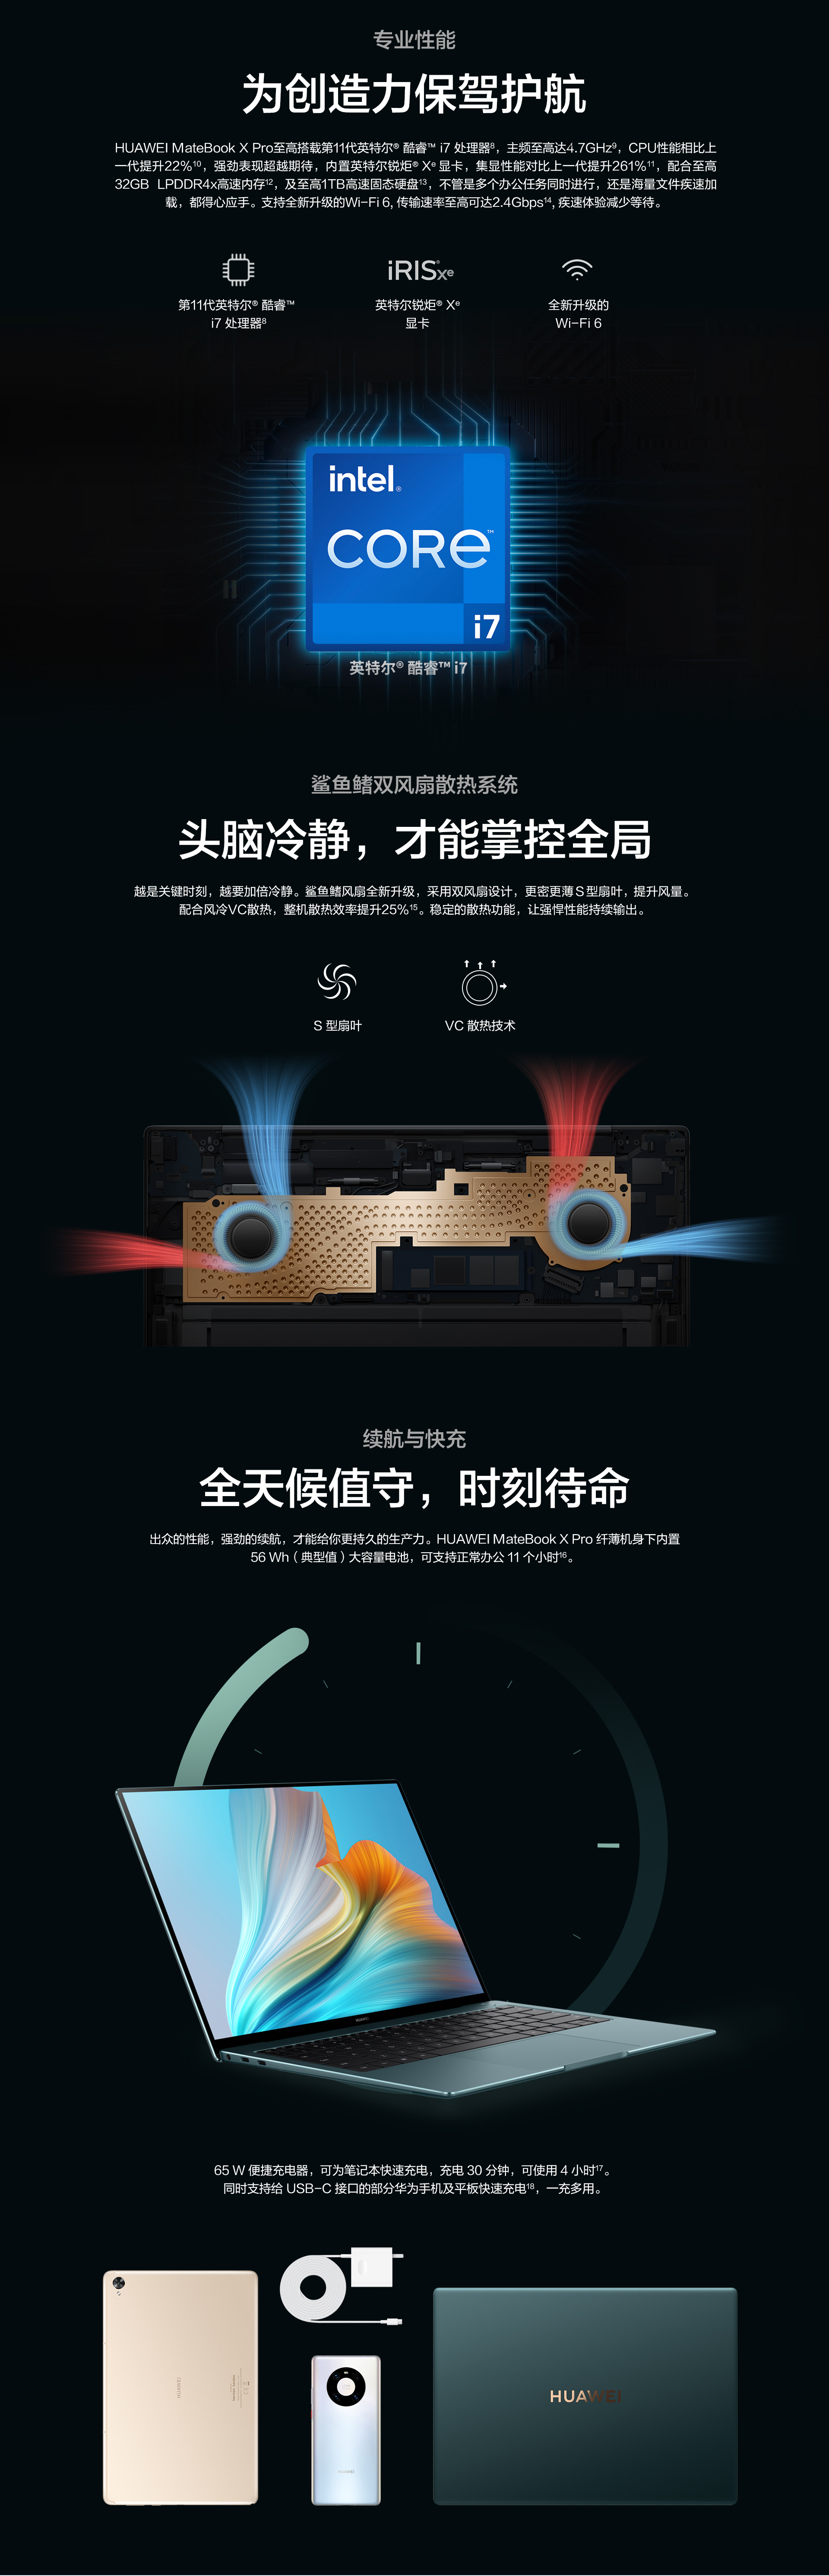 专业性能
为创造力保驾护航
HUAWEI MateBook X Pro至高搭载第11代英特尔® 酷睿™ i7 处理器⁸，主频至高达4.7GHz⁹，CPU性能相比上
一代提升22%¹⁰，强劲表现超越期待，内置英特尔锐炬® Xᵉ 显卡，集显性能对比上一代提升261%¹¹，配合至高
32GB LPDDR4x高速内存¹²，及至高1TB高速固态硬盘¹³，不管是多个办公任务同时进行，还是海量文件疾速加
载，都得心应手。支持全新升级的Wi-Fi 6, 传输速率至高可达2.4Gbps¹⁴, 疾速体验减少等待。
iRIS® Xe
第11代英特尔® 酷睿™
i7 处理器⁸
英特尔锐炬® Xᵉ
显卡
全新升级的
Wi-Fi 6
intel®
CORe™
i7
英特尔® 酷睿™ i7
鲨鱼鳍双风扇散热系统
头脑冷静，才能掌控全局
越是关键时刻，越要加倍冷静。鲨鱼鳍风扇全新升级，采用双风扇设计，更密更薄S型扇叶，提升风量。
配合风冷VC散热，整机散热效率提升25%¹⁵。稳定的散热功能，让强悍性能持续输出。
S 型扇叶
VC 散热技术
续航与快充
全天候值守，时刻待命
出众的性能，强劲的续航，才能给你更持久的生产力。HUAWEI MateBook X Pro 纤薄机身下内置
56 Wh（典型值）大容量电池，可支持正常办公 11 个小时¹⁶。
HUAWEI
65 W 便捷充电器，可为笔记本快速充电，充电 30 分钟，可使用 4 小时¹⁷。
同时支持给 USB-C 接口的部分华为手机及平板快速充电¹⁸，一充多用。
HUAWEI
HUAWEI
HUAWEI